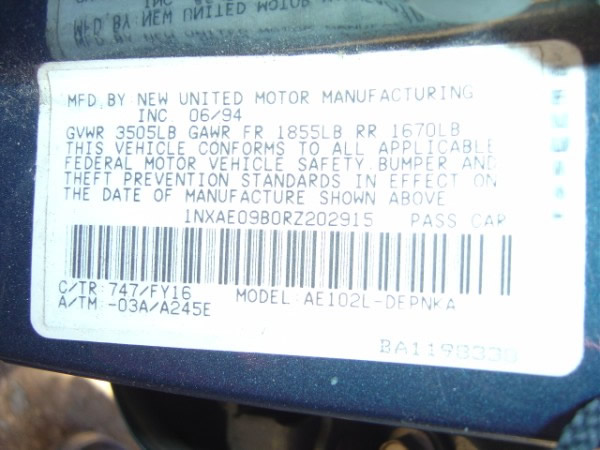 MFD. BY NEW UNITED MOTOR MANUFACTURING
INC. 06/94
GVWR 3505LB GAWR FR 1855LB RR 1670LB
THIS VEHICLE CONFORMS TO ALL APPLICABLE
FEDERAL MOTOR VEHICLE SAFETY, BUMPER AND
THEFT PREVENTION STANDARDS IN EFFECT ON
THE DATE OF MANUFACTURE SHOWN ABOVE.
1NXAE09B0RZ202915 PASS CAR
C/TR: 747/FY16 MODEL: AE102L-DEPNKA
A/TM -03A/A245E
BA1198338